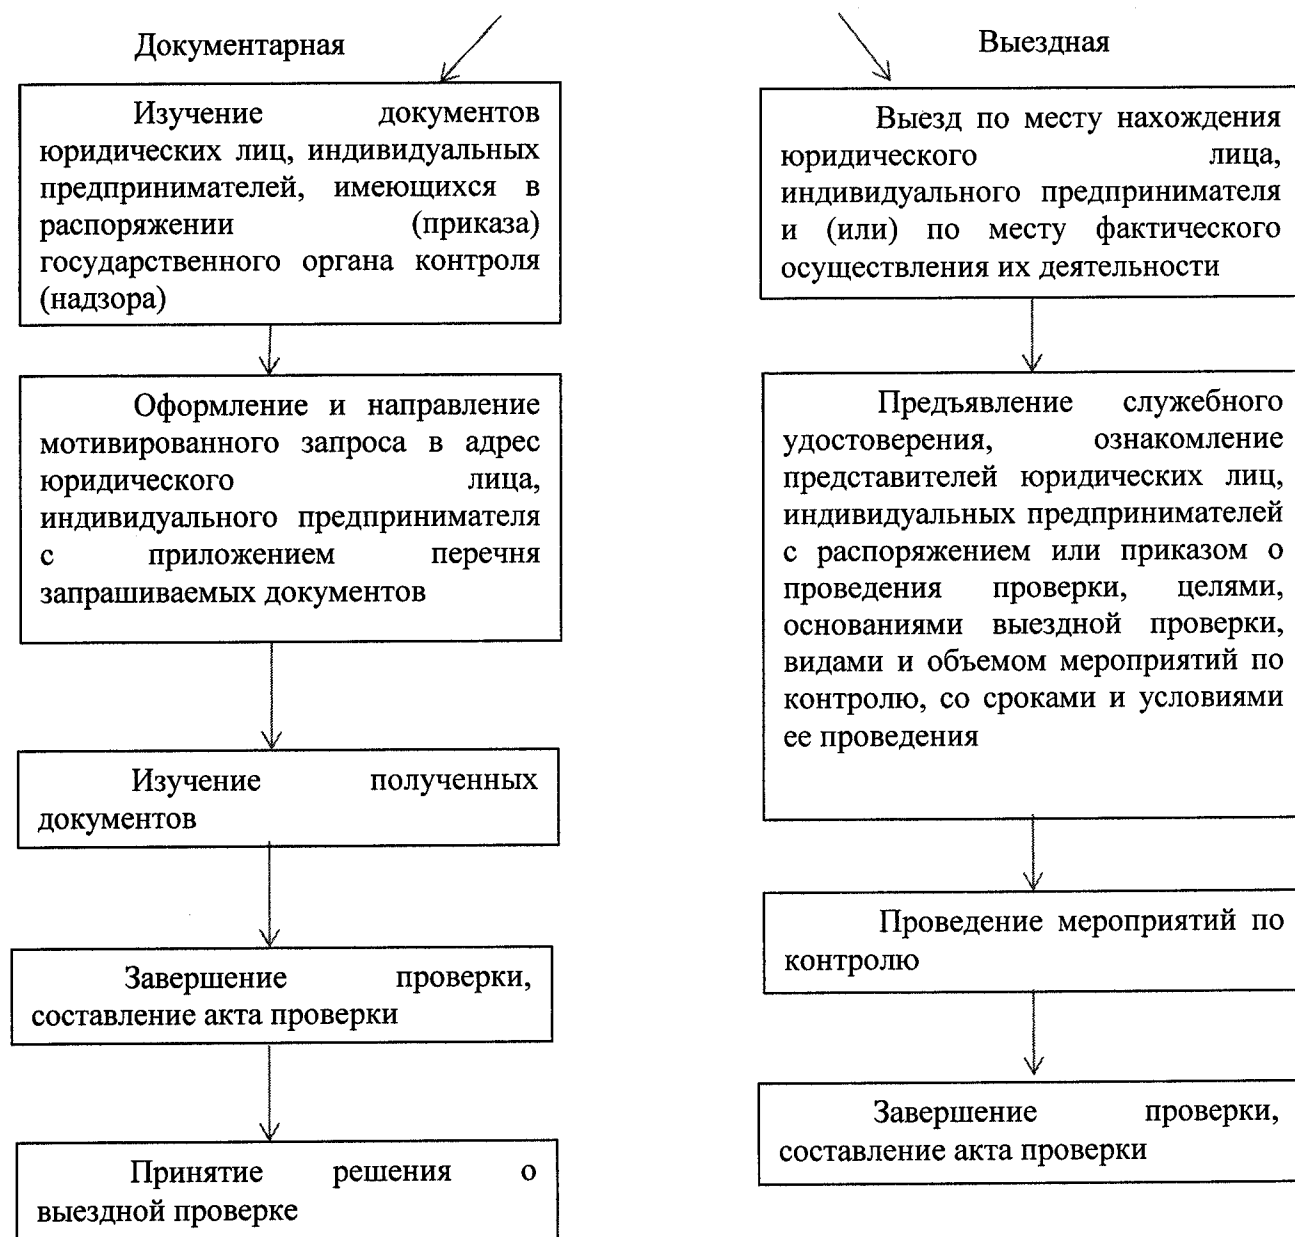 Документарная
Изучение документов
юридических лиц, индивидуальных
предпринимателей, имеющихся в
распоряжении (приказа)
государственного органа контроля
(надзора)
Оформление и направление
мотивированного запроса в адрес
юридического лица,
индивидуального предпринимателя
с приложением перечня
запрашиваемых документов
Изучение полученных
документов
Завершение проверки,
составление акта проверки
Принятие решения о
выездной проверке
Выездная
Выезд по месту нахождения
юридического лица,
индивидуального предпринимателя
и (или) по месту фактического
осуществления их деятельности
Предъявление служебного
удостоверения, ознакомление
представителей юридических лиц,
индивидуальных предпринимателей
с распоряжением или приказом о
проведения проверки, целями,
основаниями выездной проверки,
видами и объемом мероприятий по
контролю, со сроками и условиями
ее проведения
Проведение мероприятий по
контролю
Завершение проверки,
составление акта проверки